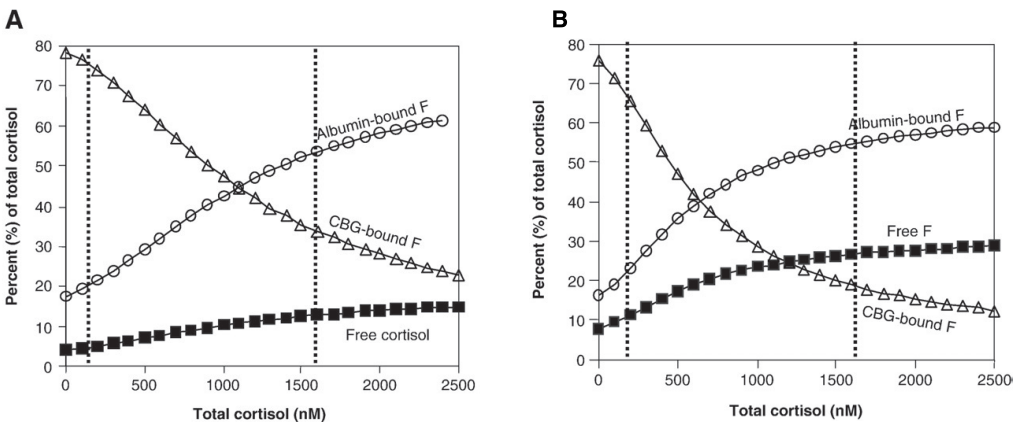 A
Percent (%) of total cortisol
80
70
60
50
40
30
20
10
0
0 500 1000 1500 2000 2500
Total cortisol (nM)
Albumin-bound F
CBG-bound F
Free cortisol
B
Percent (%) of total cortisol
80
70
60
50
40
30
20
10
0
0 500 1000 1500 2000 2500
Total cortisol (nM)
Albumin-bound F
Free F
CBG-bound F